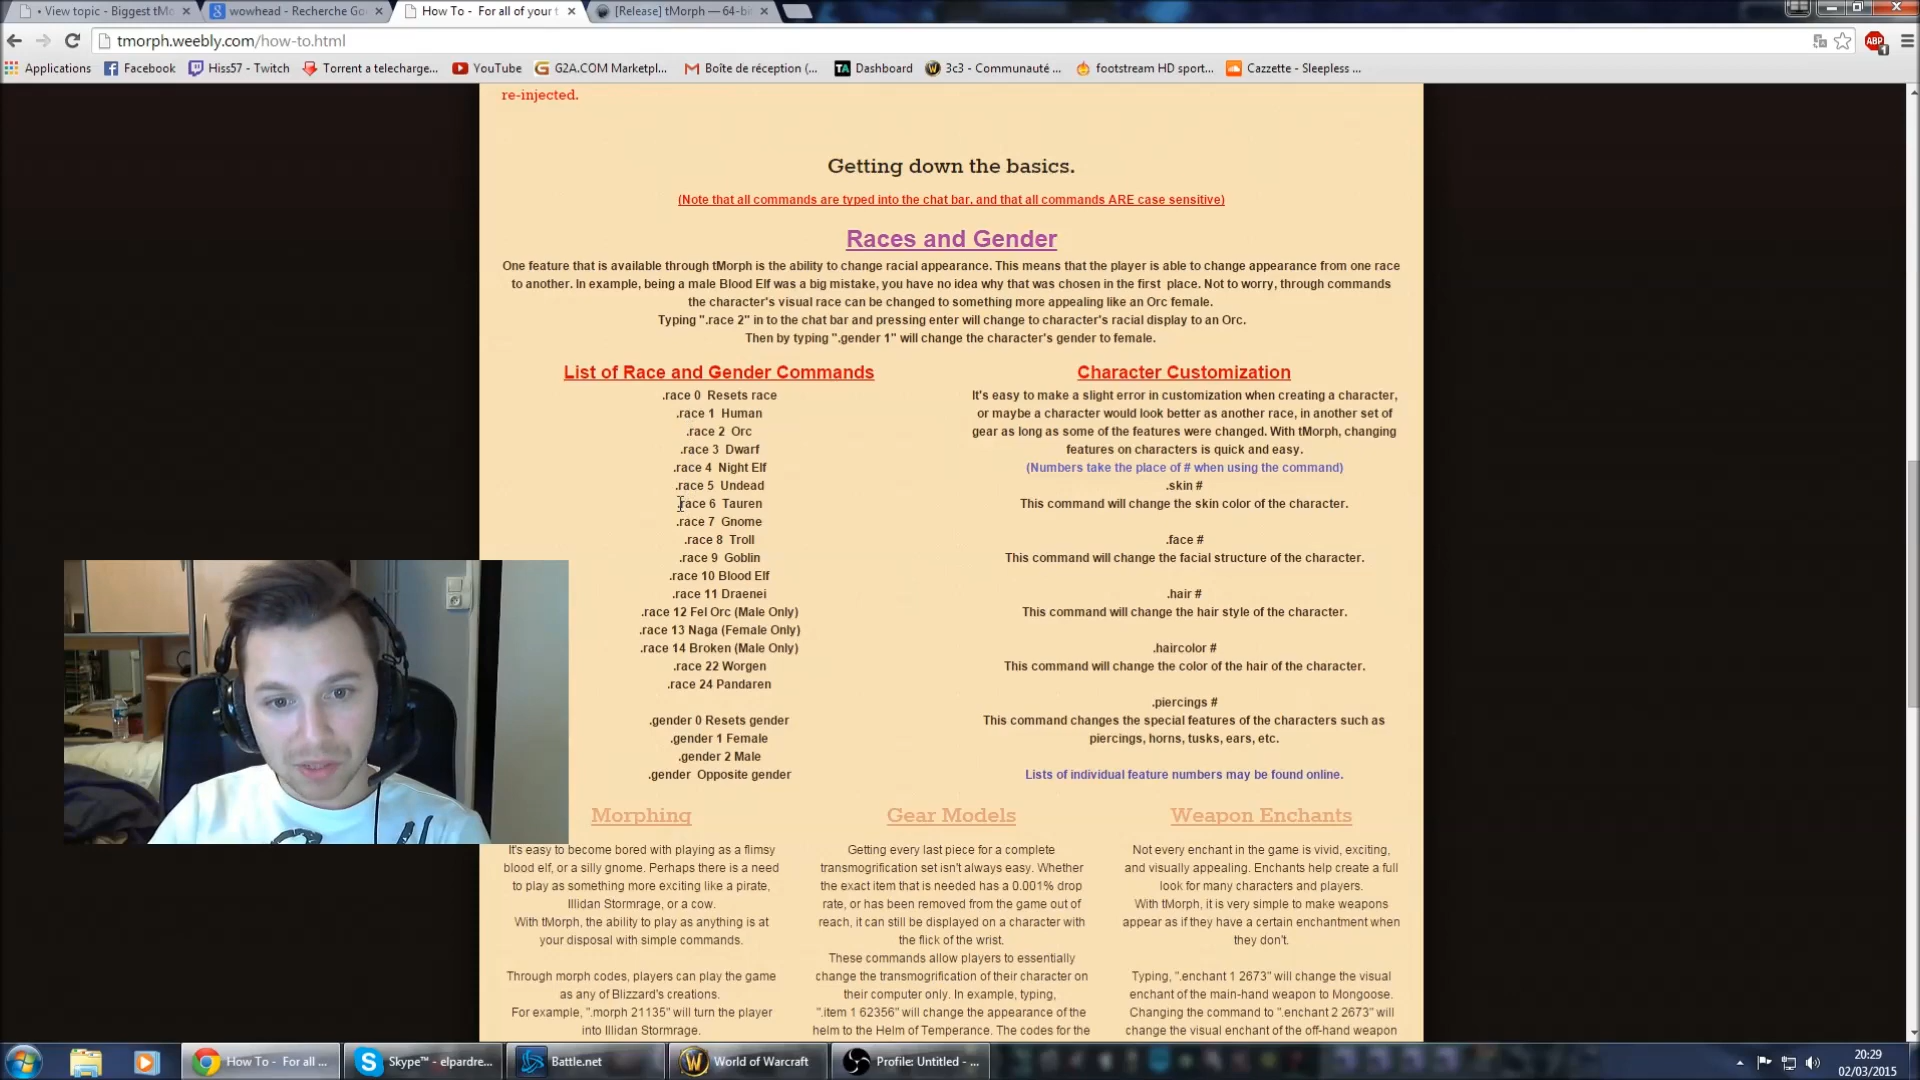 • View topic - Biggest tMo
wowhead - Recherche Go
How To - For all of your t
[Release] tMorph — 64-bi
tmorph.weebly.com/how-to.html
Applications
Facebook
Hiss57 - Twitch
Torrent a telecharge...
YouTube
G2A.COM Marketpl...
Boîte de réception (...
TA Dashboard
3c3 - Communauté ...
footstream HD sport...
Cazzette - Sleepless ...
ABP
re-injected.
Getting down the basics.
(Note that all commands are typed into the chat bar, and that all commands ARE case sensitive)
Races and Gender
One feature that is available through tMorph is the ability to change racial appearance. This means that the player is able to change appearance from one race
to another. In example, being a male Blood Elf was a big mistake, you have no idea why that was chosen in the first  place. Not to worry, through commands
the character's visual race can be changed to something more appealing like an Orc female.
Typing ".race 2" in to the chat bar and pressing enter will change to character's racial display to an Orc.
Then by typing ".gender 1" will change the character's gender to female.
List of Race and Gender Commands
.race 0  Resets race
.race 1  Human
.race 2  Orc
.race 3  Dwarf
.race 4  Night Elf
.race 5  Undead
.race 6  Tauren
.race 7  Gnome
.race 8  Troll
.race 9  Goblin
.race 10 Blood Elf
.race 11 Draenei
.race 12 Fel Orc (Male Only)
.race 13 Naga (Female Only)
.race 14 Broken (Male Only)
.race 22 Worgen
.race 24 Pandaren
.gender 0 Resets gender
.gender 1 Female
.gender 2 Male
.gender  Opposite gender
Character Customization
It's easy to make a slight error in customization when creating a character,
or maybe a character would look better as another race, in another set of
gear as long as some of the features were changed. With tMorph, changing
features on characters is quick and easy.
(Numbers take the place of # when using the command)
.skin #
This command will change the skin color of the character.
.face #
This command will change the facial structure of the character.
.hair #
This command will change the hair style of the character.
.haircolor #
This command will change the color of the hair of the character.
.piercings #
This command changes the special features of the characters such as
piercings, horns, tusks, ears, etc.
Lists of individual feature numbers may be found online.
Morphing
It's easy to become bored with playing as a flimsy
blood elf, or a silly gnome. Perhaps there is a need
to play as something more exciting like a pirate,
Illidan Stormrage, or a cow.
With tMorph, the ability to play as anything is at
your disposal with simple commands.
Through morph codes, players can play the game
as any of Blizzard's creations.
For example, ".morph 21135" will turn the player
into Illidan Stormrage.
Gear Models
Getting every last piece for a complete
transmogrification set isn't always easy. Whether
the exact item that is needed has a 0.001% drop
rate, or has been removed from the game out of
reach, it can still be displayed on a character with
the flick of the wrist.
These commands allow players to essentially
change the transmogrification of their character on
their computer only. In example, typing,
".item 1 62356" will change the appearance of the
helm to the Helm of Temperance. The codes for the
Weapon Enchants
Not every enchant in the game is vivid, exciting,
and visually appealing. Enchants help create a full
look for many characters and players.
With tMorph, it is very simple to make weapons
appear as if they have a certain enchantment when
they don't.
Typing, ".enchant 1 2673" will change the visual
enchant of the main-hand weapon to Mongoose.
Changing the command to ".enchant 2 2673" will
change the visual enchant of the off-hand weapon
How To - For all ...
Skype™ - elpardre...
Battle.net
World of Warcraft
Profile: Untitled - ...
20:29
02/03/2015